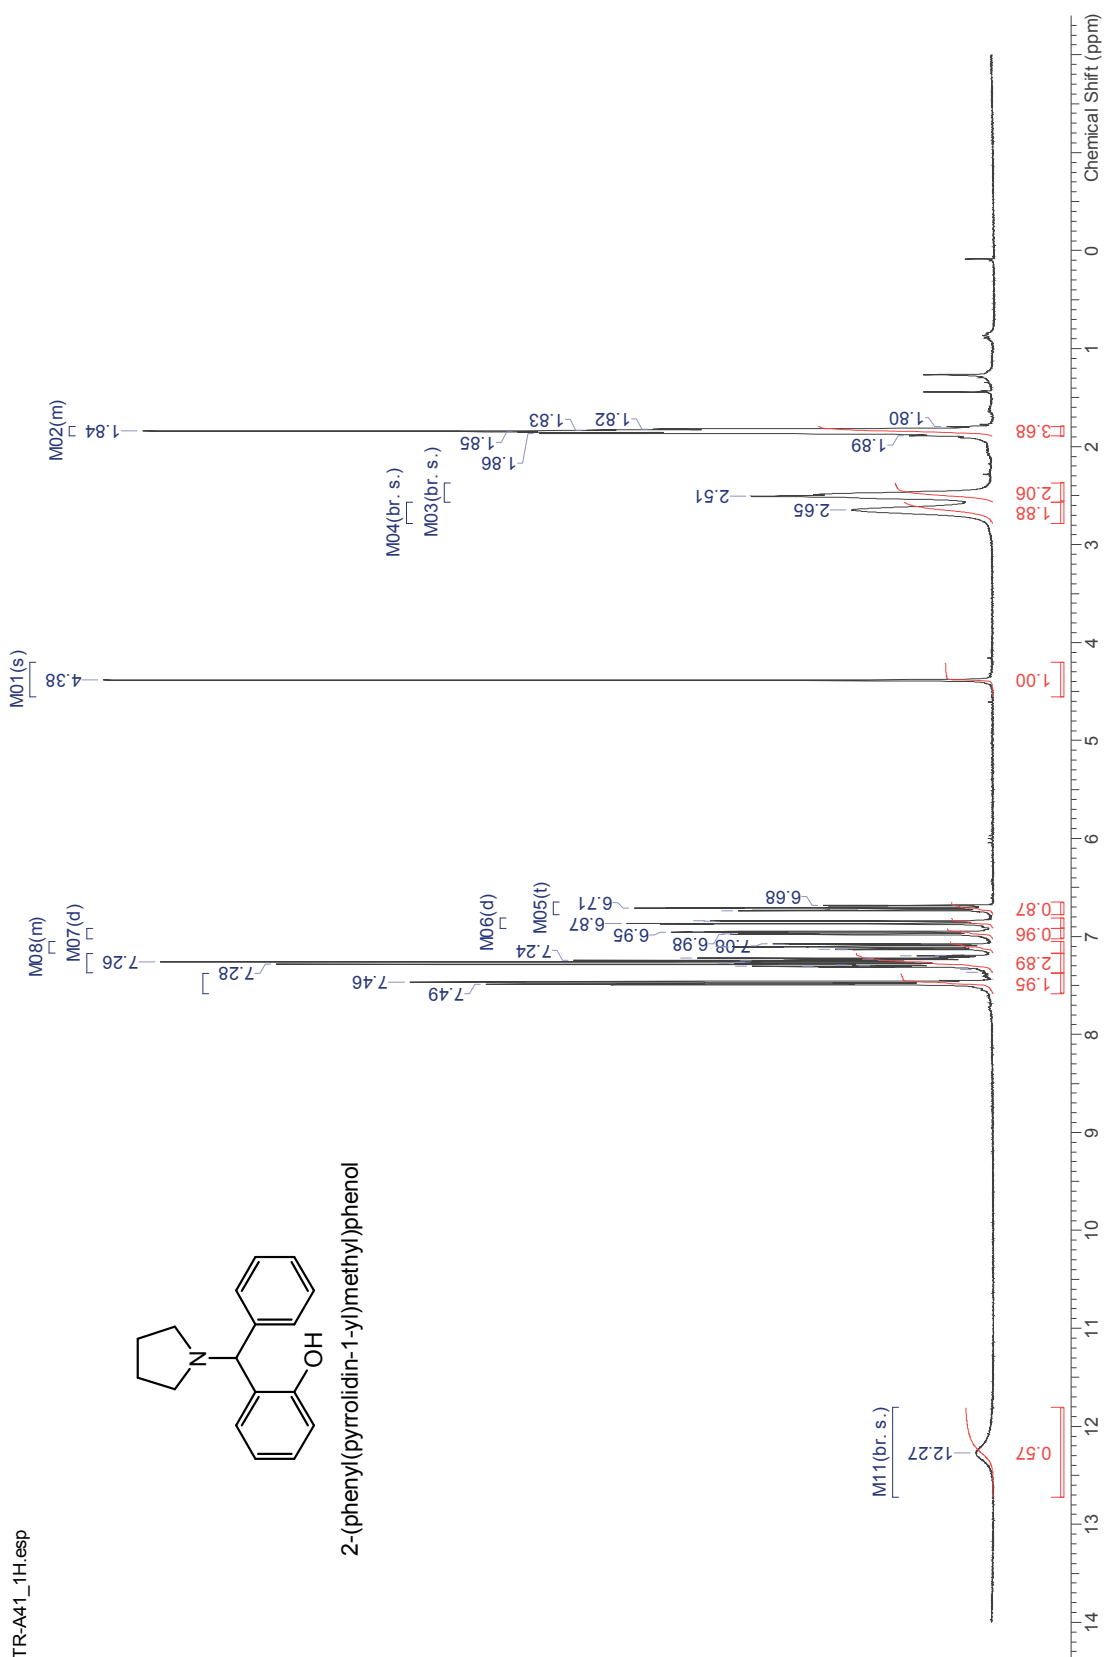 TR-A41_1H.esp
N
OH
2-(phenyl(pyrrolidin-1-yl)methyl)phenol
M11(br. s.)
M08(m)
M07(d)
M06(d)
M05(t)
M01(s)
M04(br. s.)
M03(br. s.)
M02(m)
12.27
7.49
7.46
7.28
7.26
7.24
7.08
6.98
6.95
6.87
6.71
6.68
4.38
2.65
2.51
1.89
1.86
1.85
1.84
1.83
1.82
1.80
0.57
1.95
2.89
0.96
0.87
1.00
1.88
2.06
3.68
14 13 12 11 10 9 8 7 6 5 4 3 2 1 0
Chemical Shift (ppm)